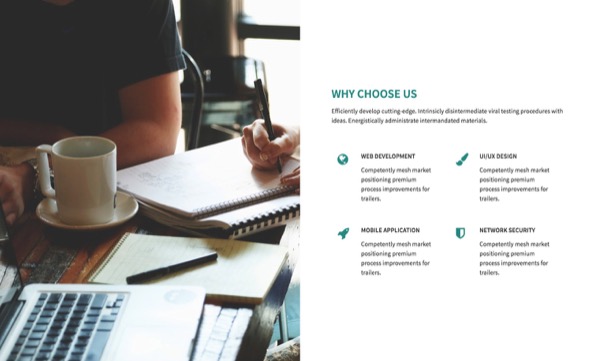 WHY CHOOSE US
Efficiently develop cutting-edge. Intrinsicly disintermediate viral testing procedures with
ideas. Energistically administrate intermandated materials.
WEB DEVELOPMENT
Competently mesh market
positioning premium
process improvements for
trailers.
UI/UX DESIGN
Competently mesh market
positioning premium
process improvements for
trailers.
MOBILE APPLICATION
Competently mesh market
positioning premium
process improvements for
trailers.
NETWORK SECURITY
Competently mesh market
positioning premium
process improvements for
trailers.